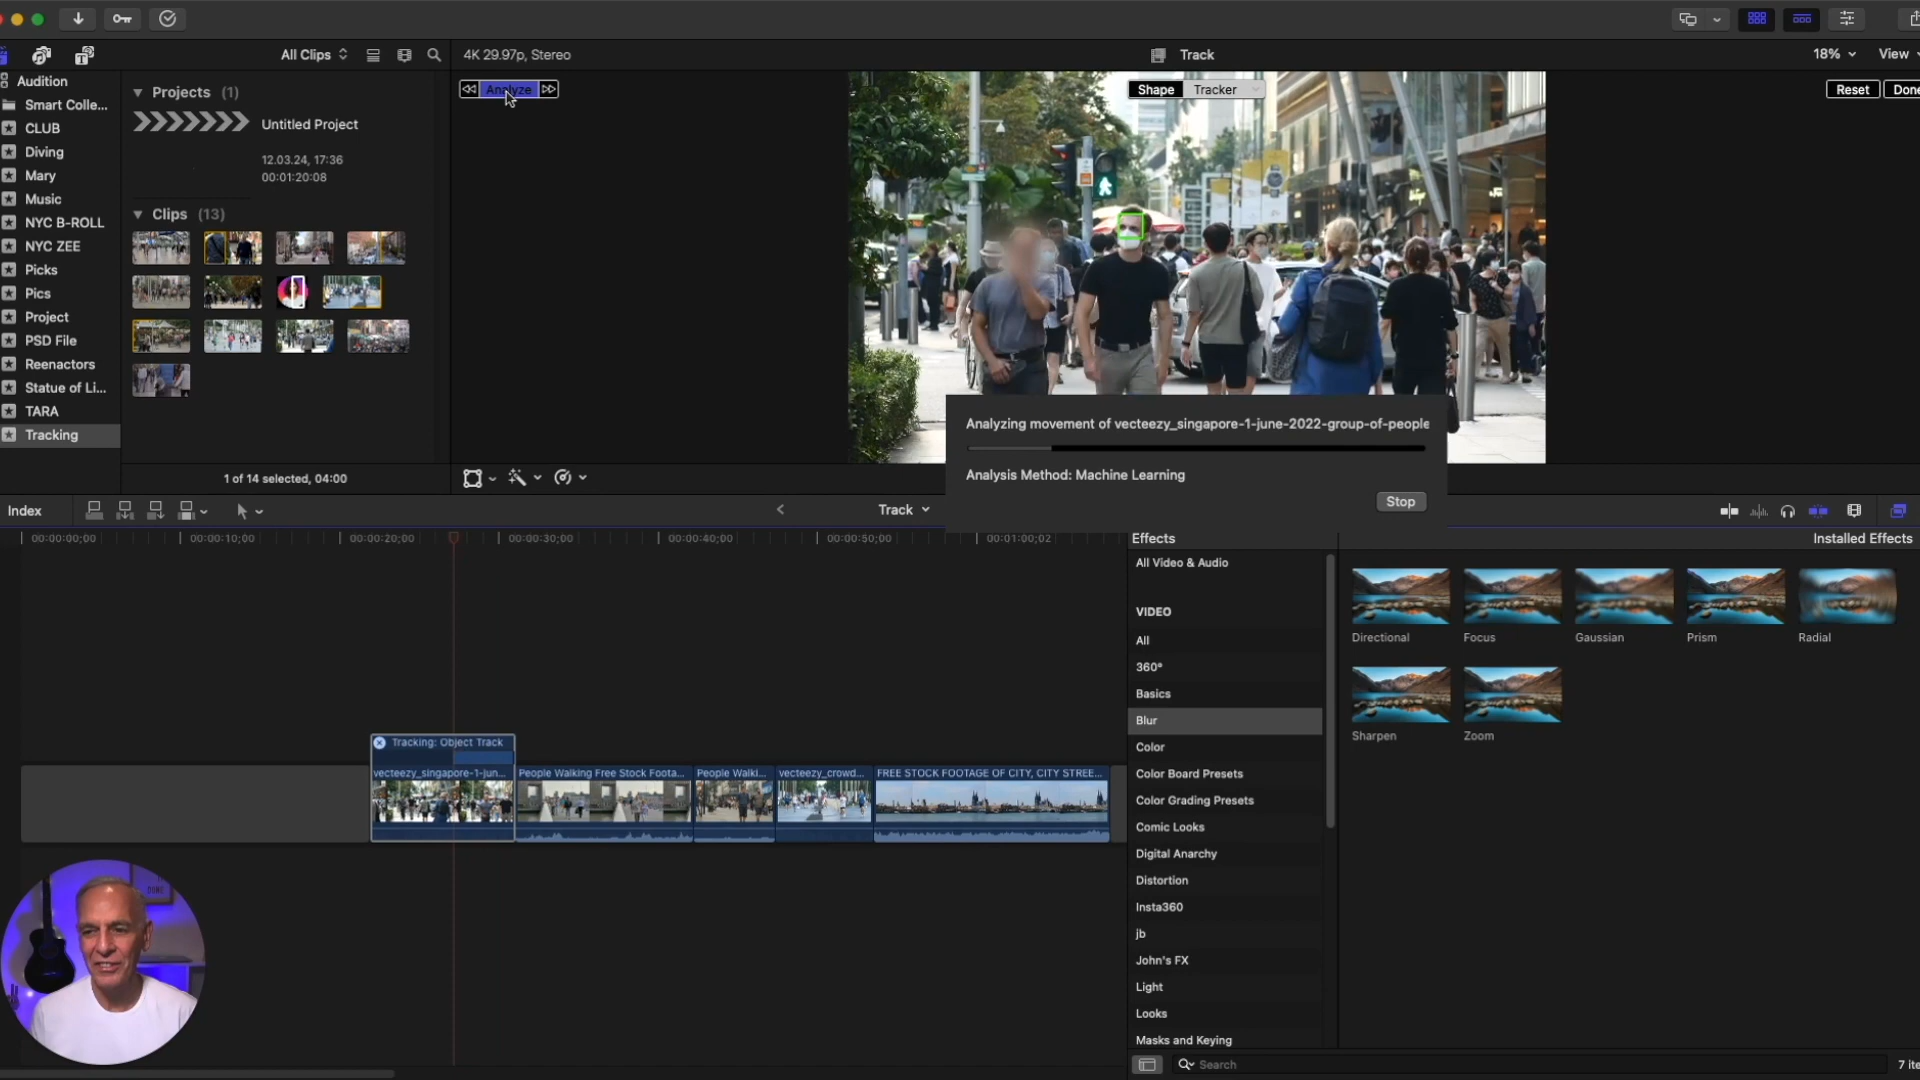 All Clips
4K 29.97p, Stereo
Track
18%
View
Audition
Smart Colle...
CLUB
Diving
Mary
Music
NYC B-ROLL
NYC ZEE
Picks
Pics
Project
PSD File
Reenactors
Statue of Li...
TARA
Tracking
Projects (1)
Untitled Project
12.03.24, 17:36
00:01:20:08
Clips (13)
1 of 14 selected, 04:00
Analyze
Shape
Tracker
Reset
Done
Analyzing movement of vecteezy_singapore-1-june-2022-group-of-people
Analysis Method: Machine Learning
Stop
Index
Track
00:00:00;00
00:00:10;00
00:00:20;00
00:00:30;00
00:00:40;00
00:00:50;00
00:01:00;02
Tracking: Object Track
vecteezy_singapore-1-jun...
People Walking Free Stock Foota...
People Walki...
vecteezy_crowd...
FREE STOCK FOOTAGE OF CITY, CITY STREE...
Effects
Installed Effects
All Video & Audio
VIDEO
All
360°
Basics
Blur
Color
Color Board Presets
Color Grading Presets
Comic Looks
Digital Anarchy
Distortion
Insta360
jb
John's FX
Light
Looks
Masks and Keying
Directional
Focus
Gaussian
Prism
Radial
Sharpen
Zoom
Search
7 ite